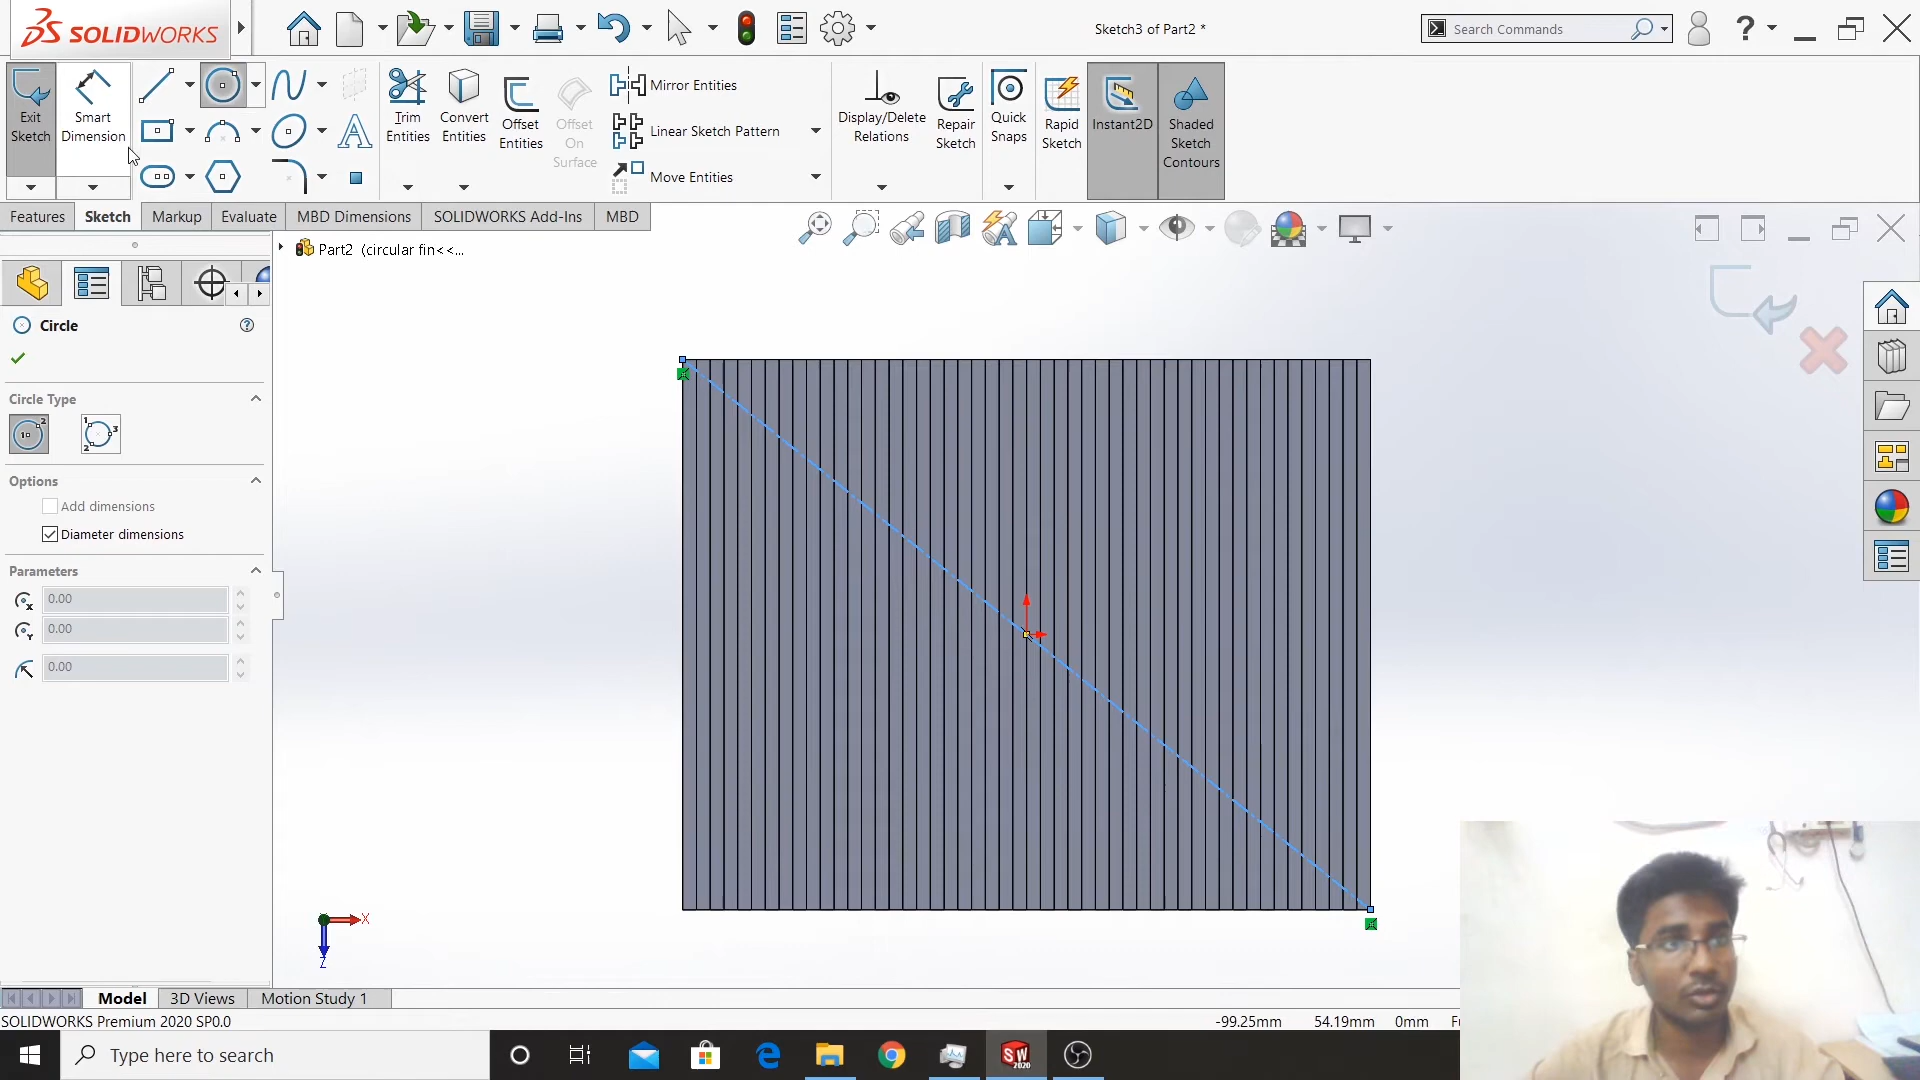 SOLIDWORKS
Sketch3 of Part2 *
Search Commands
Exit Sketch
Smart Dimension
Trim Entities
Convert Entities
Offset Entities
Offset On Surface
Mirror Entities
Linear Sketch Pattern
Move Entities
Display/Delete Relations
Repair Sketch
Quick Snaps
Rapid Sketch
Instant2D
Shaded Sketch Contours
Features
Sketch
Markup
Evaluate
MBD Dimensions
SOLIDWORKS Add-Ins
MBD
Part2 (circular fin<<...
Circle
Circle Type
Options
Add dimensions
Diameter dimensions
Parameters
0.00
0.00
0.00
X
Z
Model
3D Views
Motion Study 1
SOLIDWORKS Premium 2020 SP0.0
-99.25mm
54.19mm
0mm
Type here to search
SW
2020